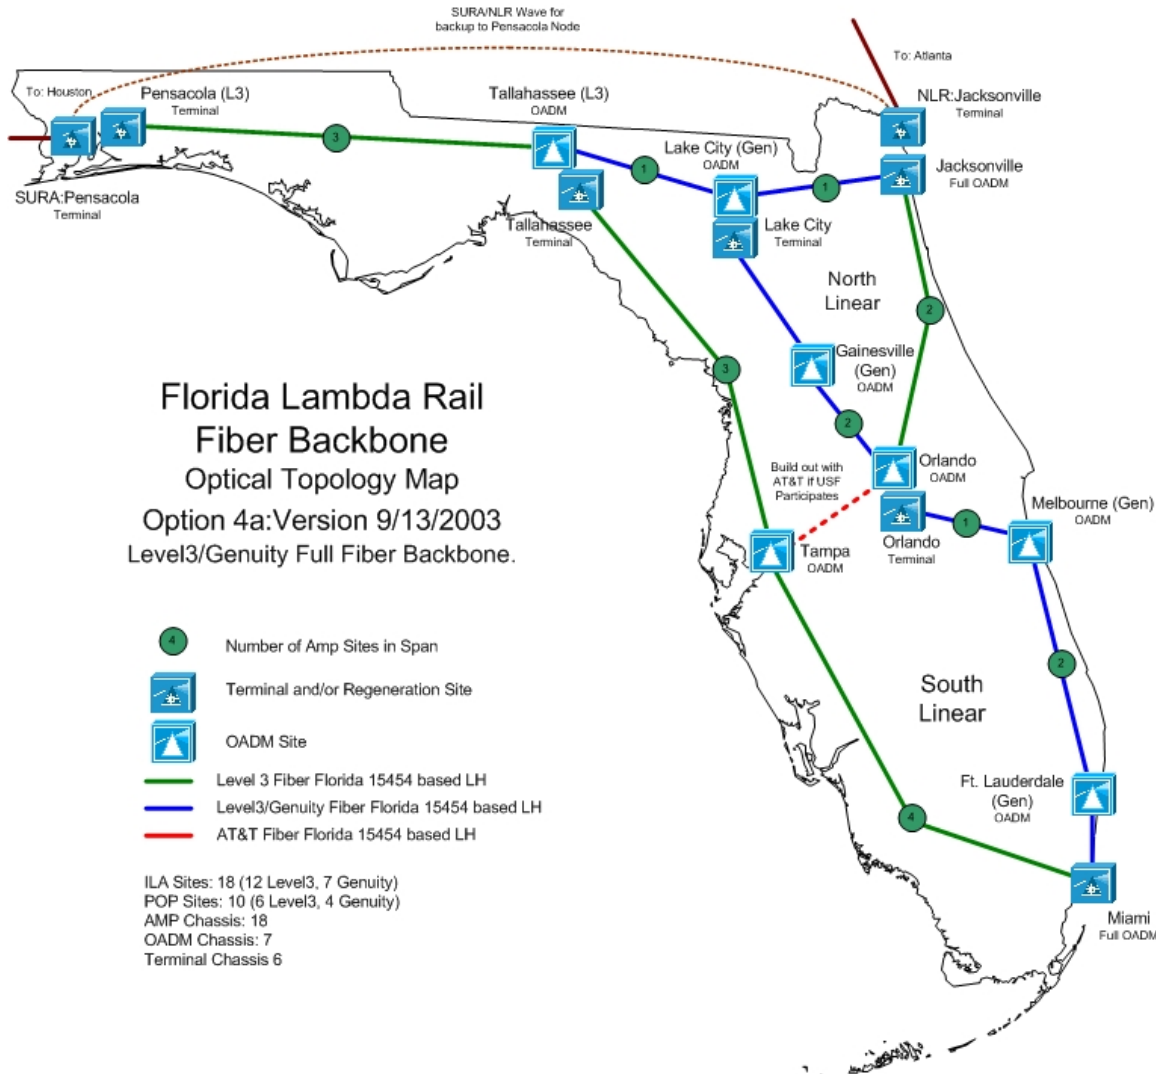 SURA/NLR Wave for
backup to Pensacola Node
To: Atlanta
To: Houston
Pensacola (L3)
Terminal
Tallahassee (L3)
OADM
NLR:Jacksonville
Terminal
3
Lake City (Gen)
OADM
1
1
Jacksonville
Full OADM
SURA:Pensacola
Terminal
Tallahassee
Terminal
Lake City
Terminal
North
Linear
2
Gainesville
(Gen)
OADM
3
2
Florida Lambda Rail
Fiber Backbone
Optical Topology Map
Option 4a:Version 9/13/2003
Level3/Genuity Full Fiber Backbone.
Build out with
AT&T if USF
Participates
Orlando
OADM
Melbourne (Gen)
OADM
1
Orlando
Terminal
Tampa
OADM
4
Number of Amp Sites in Span
Terminal and/or Regeneration Site
OADM Site
Level 3 Fiber Florida 15454 based LH
Level3/Genuity Fiber Florida 15454 based LH
AT&T Fiber Florida 15454 based LH
2
South
Linear
Ft. Lauderdale
(Gen)
OADM
4
Miami
Full OADM
ILA Sites: 18 (12 Level3, 7 Genuity)
POP Sites: 10 (6 Level3, 4 Genuity)
AMP Chassis: 18
OADM Chassis: 7
Terminal Chassis 6